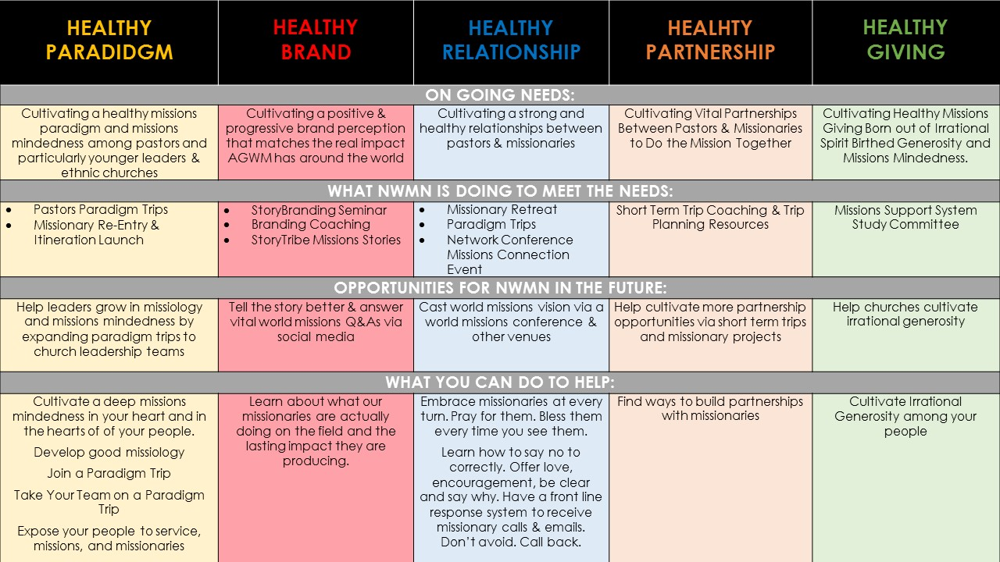 HEALTHY
PARADIDGM
HEALTHY
BRAND
HEALTHY
RELATIONSHIP
HEALHTY
PARTNERSHIP
HEALTHY
GIVING
ON GOING NEEDS:
Cultivating a healthy missions
paradigm and missions
mindedness among pastors and
particularly younger leaders &
ethnic churches
Cultivating a positive &
progressive brand perception
that matches the real impact
AGWM has around the world
Cultivating a strong and
healthy relationships between
pastors & missionaries
Cultivating Vital Partnerships
Between Pastors & Missionaries
to Do the Mission Together
Cultivating Healthy Missions
Giving Born out of Irrational
Spirit Birthed Generosity and
Missions Mindedness.
WHAT NWMN IS DOING TO MEET THE NEEDS:
• Pastors Paradigm Trips
• Missionary Re-Entry &
Itineration Launch
• StoryBranding Seminar
• Branding Coaching
• StoryTribe Missions Stories
• Missionary Retreat
• Paradigm Trips
• Network Conference
Missions Connection
Event
Short Term Trip Coaching & Trip
Planning Resources
Missions Support System
Study Committee
OPPORTUNITIES FOR NWMN IN THE FUTURE:
Help leaders grow in missiology
and missions mindedness by
expanding paradigm trips to
church leadership teams
Tell the story better & answer
vital world missions Q&As via
social media
Cast world missions vision via a
world missions conference &
other venues
Help cultivate more partnership
opportunities via short term trips
and missionary projects
Help churches cultivate
irrational generosity
WHAT YOU CAN DO TO HELP:
Cultivate a deep missions
mindedness in your heart and in
the hearts of of your people.
Develop good missiology
Join a Paradigm Trip
Take Your Team on a Paradigm
Trip
Expose your people to service,
missions, and missionaries
Learn about what our
missionaries are actually
doing on the field and the
lasting impact they are
producing.
Embrace missionaries at every
turn. Pray for them. Bless them
every time you see them.
Learn how to say no to
correctly. Offer love,
encouragement, be clear
and say why. Have a front line
response system to receive
missionary calls & emails.
Don't avoid. Call back.
Find ways to build partnerships
with missionaries
Cultivate Irrational
Generosity among your
people